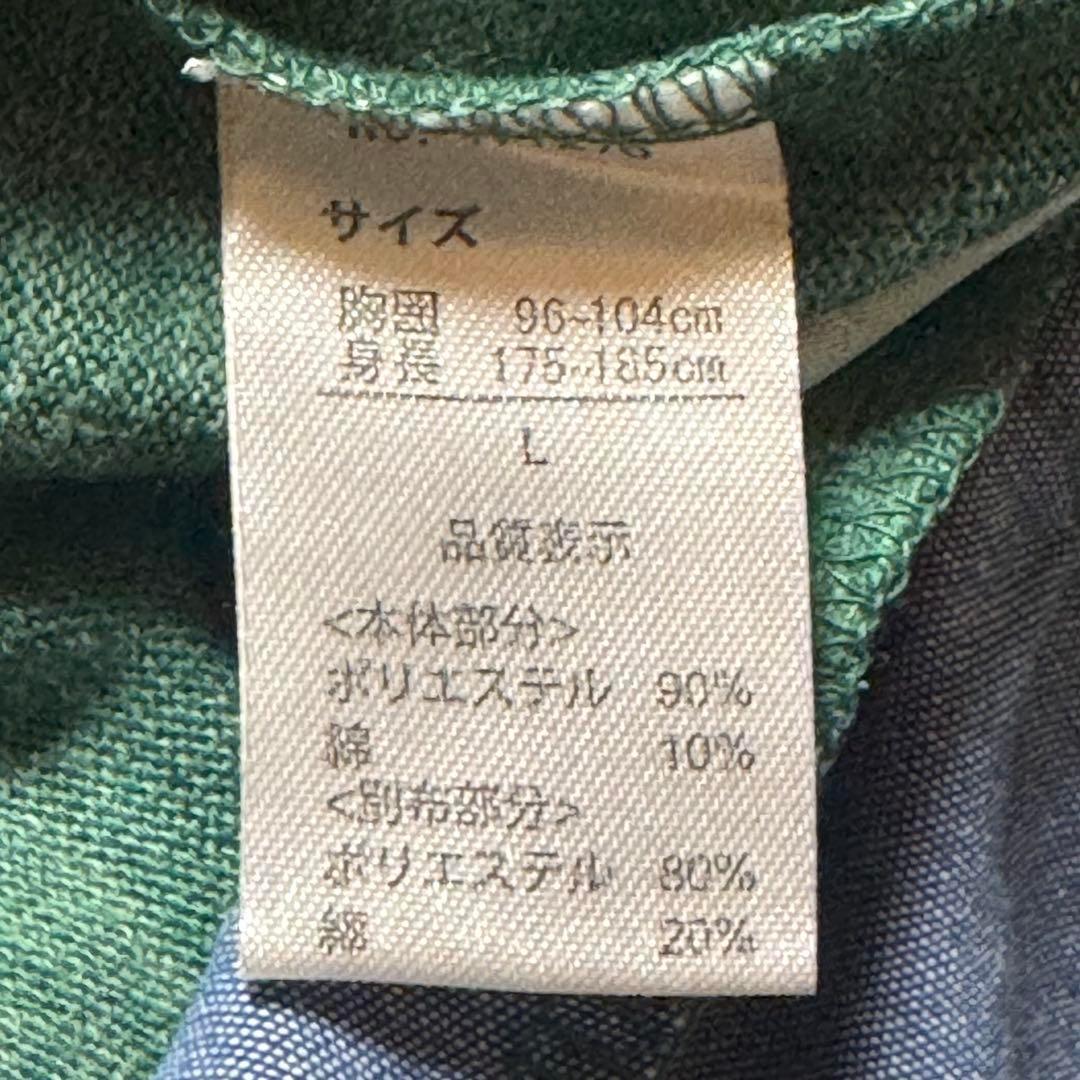 サイズ
胸囲 96~104cm
身長 175~185cm
L
品質表示
<本体部分>
ポリエステル 90%
綿 10%
<別布部分>
ポリエステル 80%
綿 20%